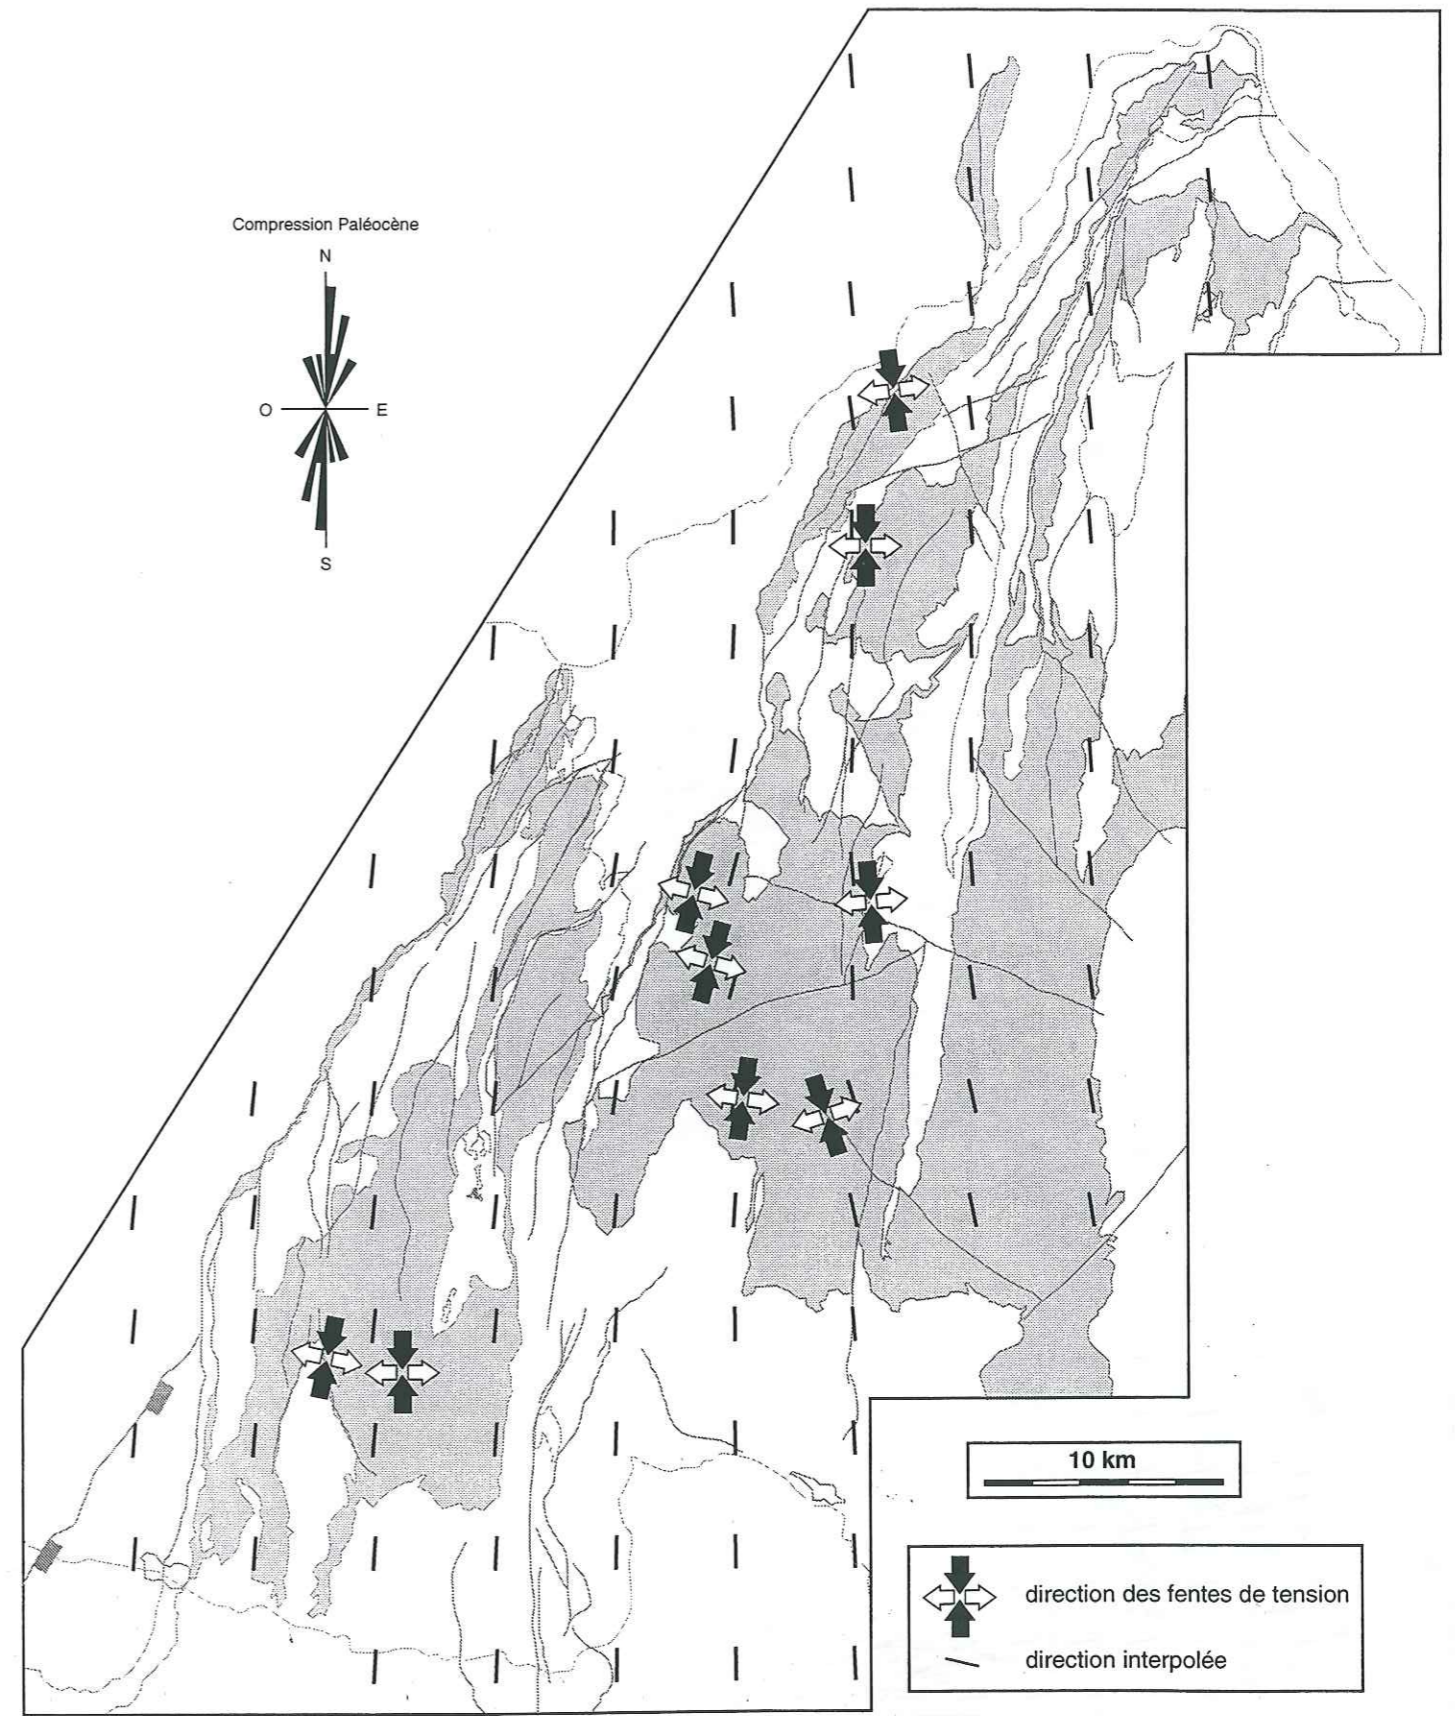 Compression Paléocène
N
O
E
S
10 km
direction des fentes de tension
direction interpolée